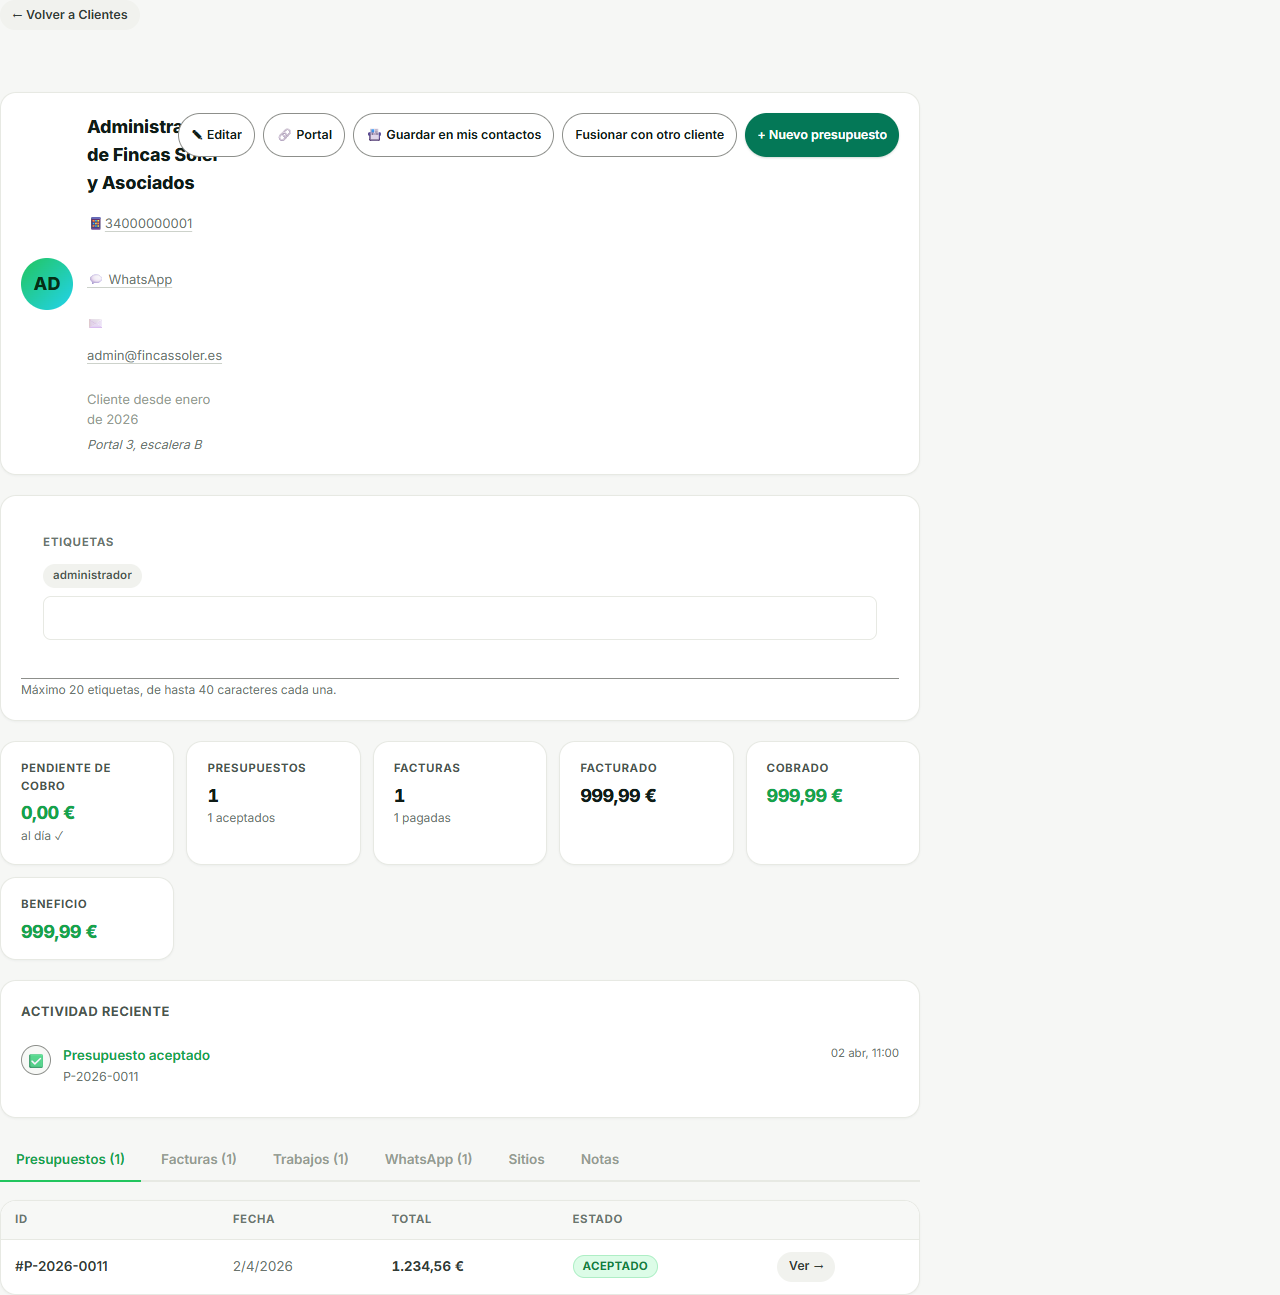 ← Volver a Clientes
Administra
de Fincas Soler
y Asociados
Editar
Portal
Guardar en mis contactos
Fusionar con otro cliente
+ Nuevo presupuesto
34000000001
AD
WhatsApp
admin@fincassoler.es
Cliente desde enero
de 2026
Portal 3, escalera B
ETIQUETAS
administrador
Máximo 20 etiquetas, de hasta 40 caracteres cada una.
PENDIENTE DE
COBRO
0,00 €
al día ✓
PRESUPUESTOS
1
1 aceptados
FACTURAS
1
1 pagadas
FACTURADO
999,99 €
COBRADO
999,99 €
BENEFICIO
999,99 €
ACTIVIDAD RECIENTE
Presupuesto aceptado
P-2026-0011
02 abr, 11:00
Presupuestos (1)
Facturas (1)
Trabajos (1)
WhatsApp (1)
Sitios
Notas
ID FECHA TOTAL ESTADO
#P-2026-0011 2/4/2026 1.234,56 € ACEPTADO Ver →